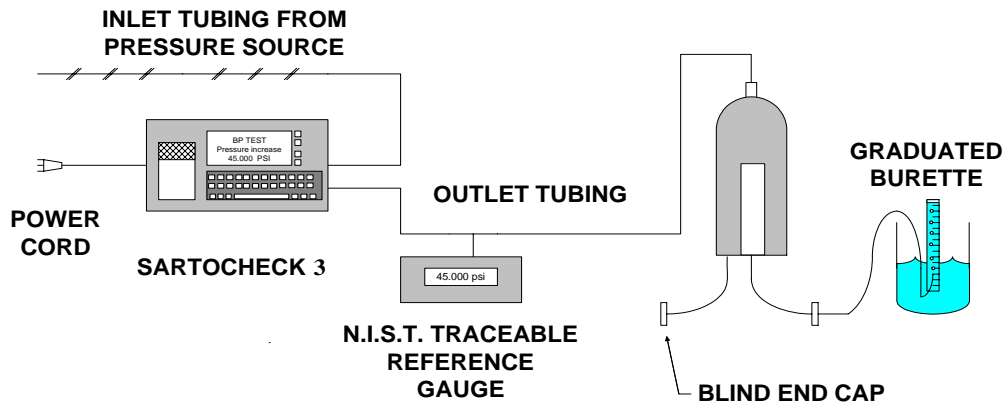 INLET TUBING FROM
PRESSURE SOURCE
BP TEST
Pressure increase
45.000 PSI
POWER
CORD
SARTOCHECK 3
OUTLET TUBING
GRADUATED
BURETTE
45.000 psi
N.I.S.T. TRACEABLE
REFERENCE
GAUGE
BLIND END CAP